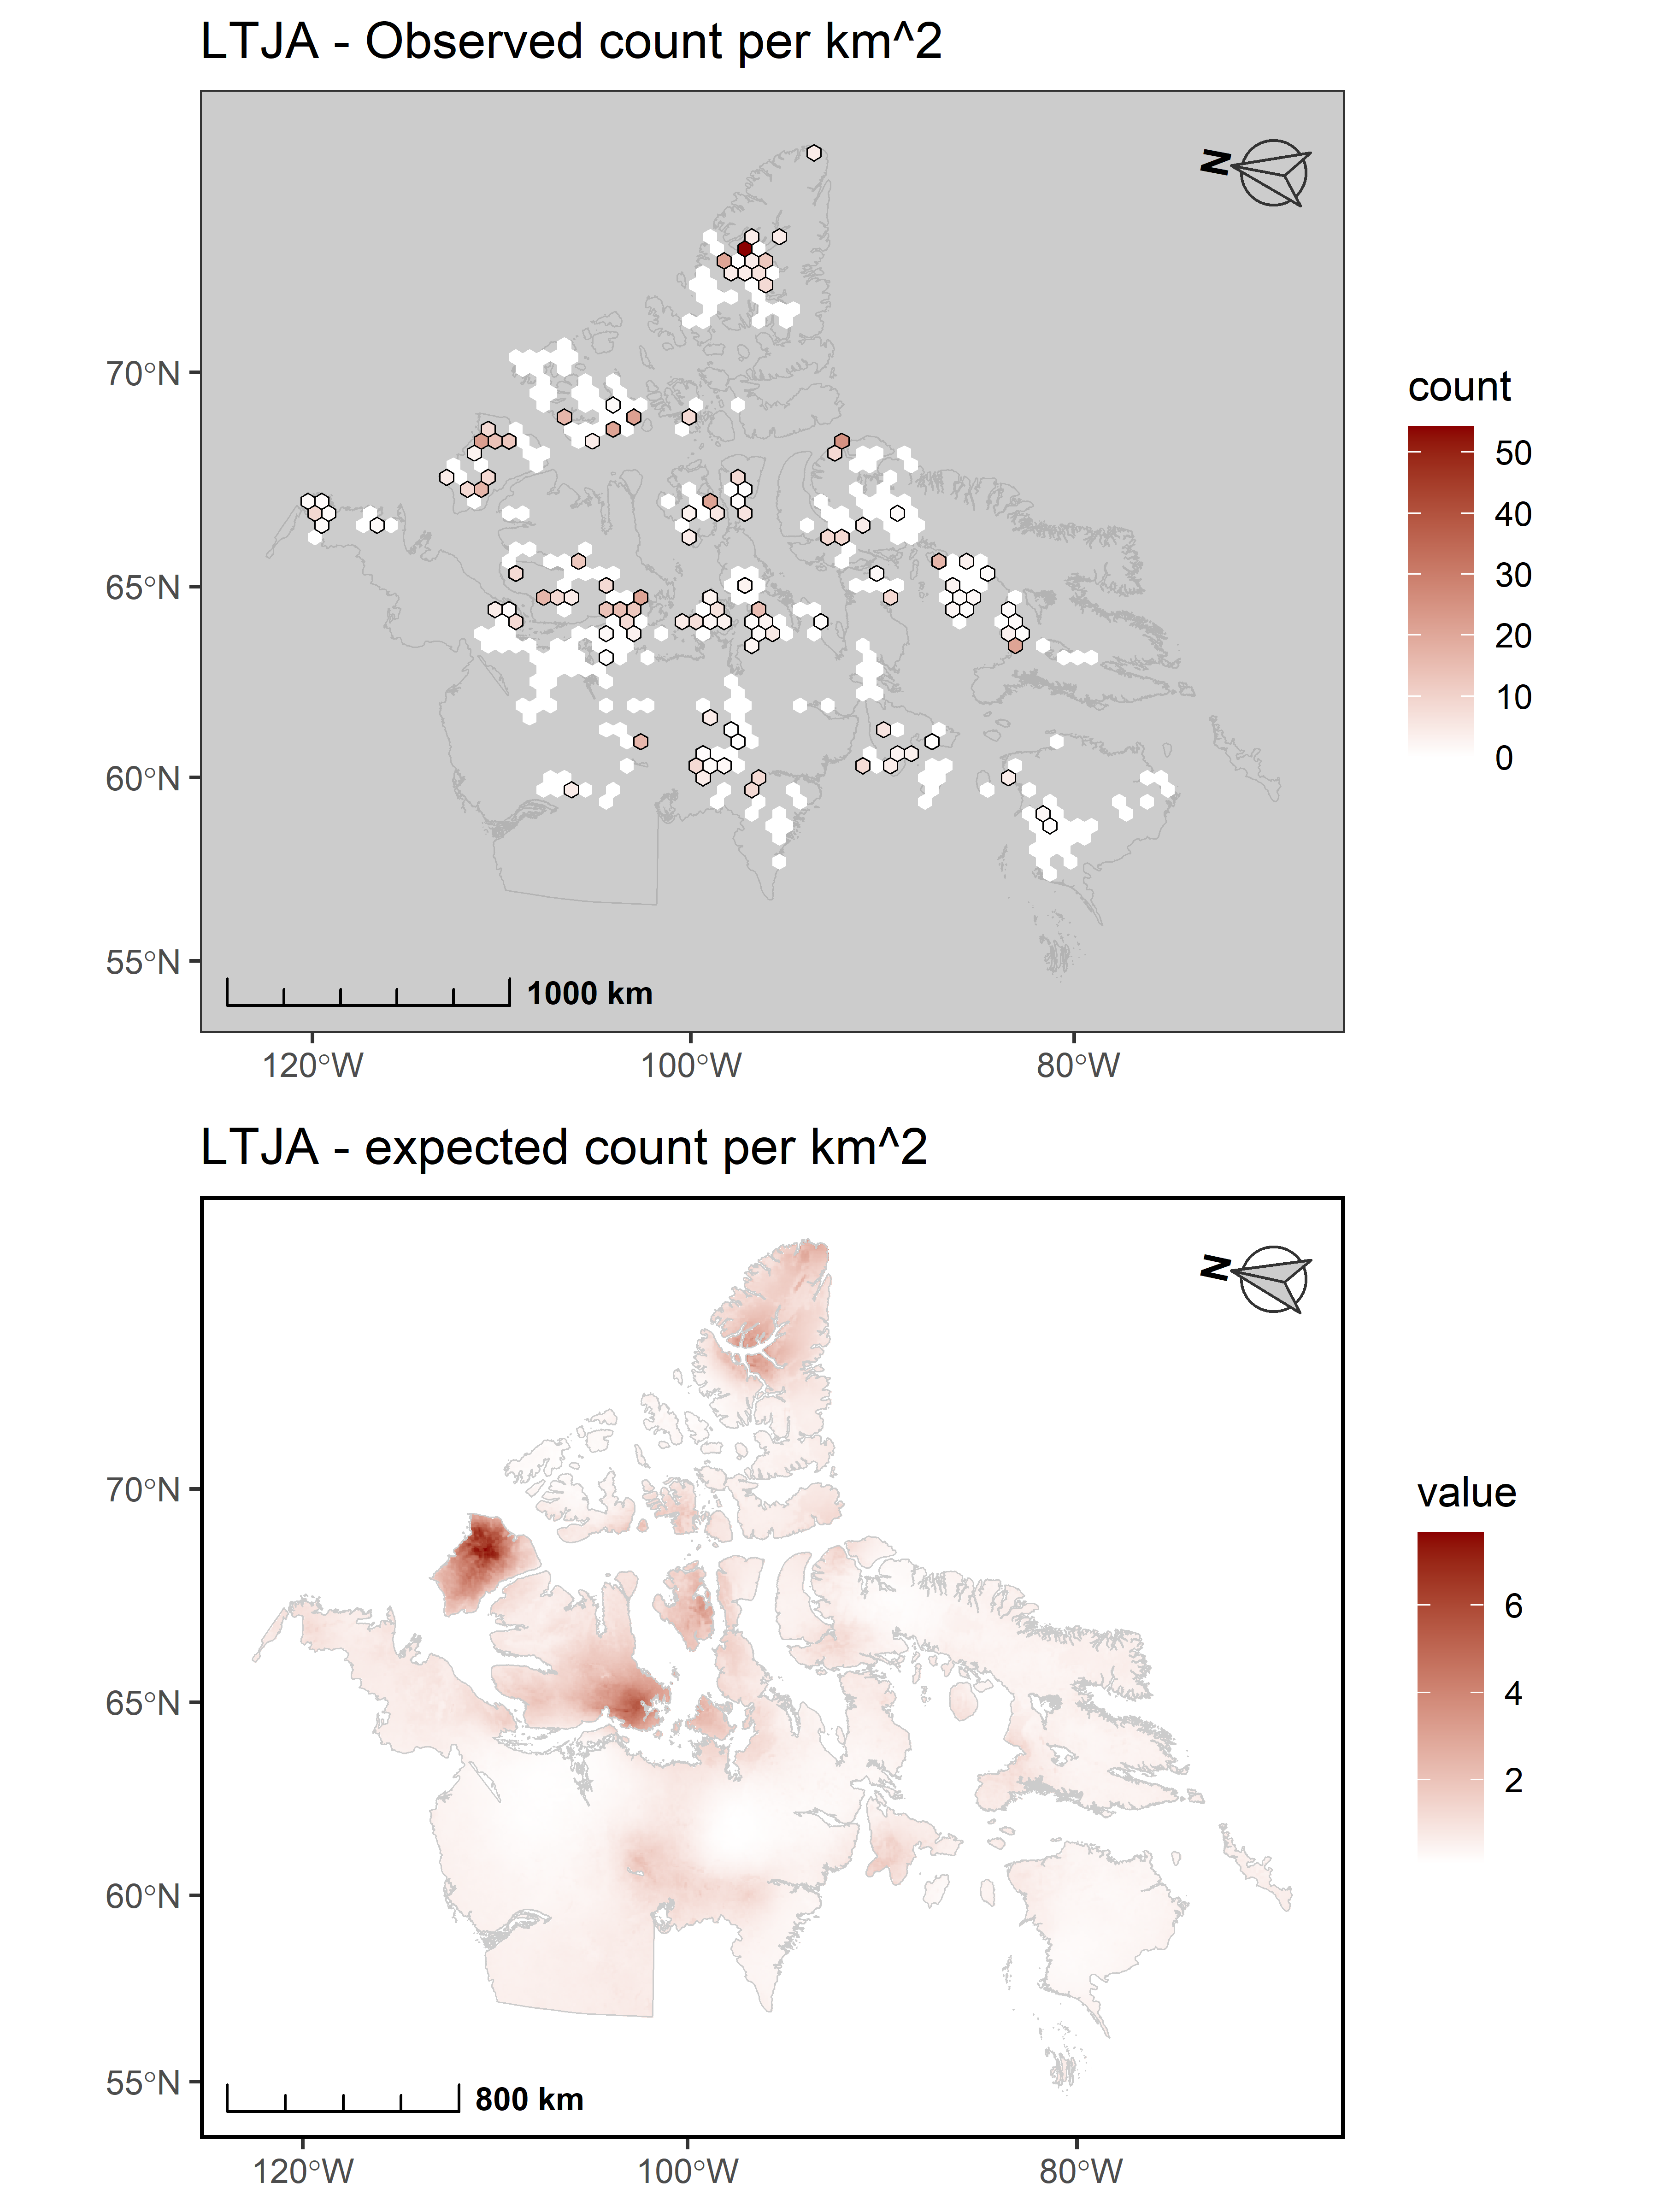 LTJA - Observed count per km^2
N
70°N
65°N
60°N
55°N
1000 km
120°W
100°W
80°W
count
50
40
30
20
10
0
LTJA - expected count per km^2
N
70°N
65°N
60°N
55°N
800 km
120°W
100°W
80°W
value
6
4
2